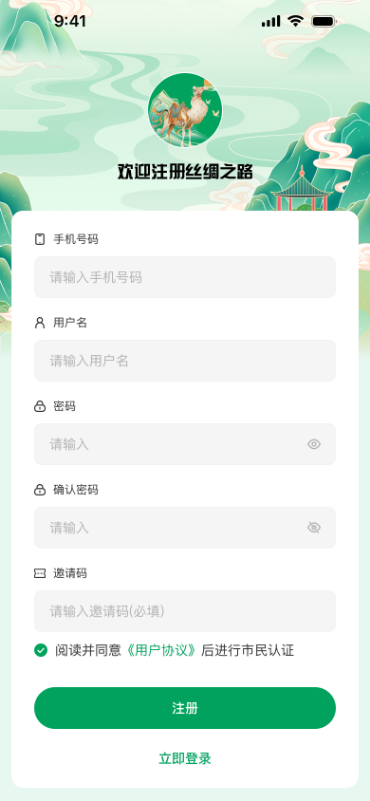 9:41
欢迎注册丝绸之路
手机号码
请输入手机号码
用户名
请输入用户名
密码
请输入
确认密码
请输入
邀请码
请输入邀请码(必填)
阅读并同意《用户协议》后进行市民认证
注册
立即登录